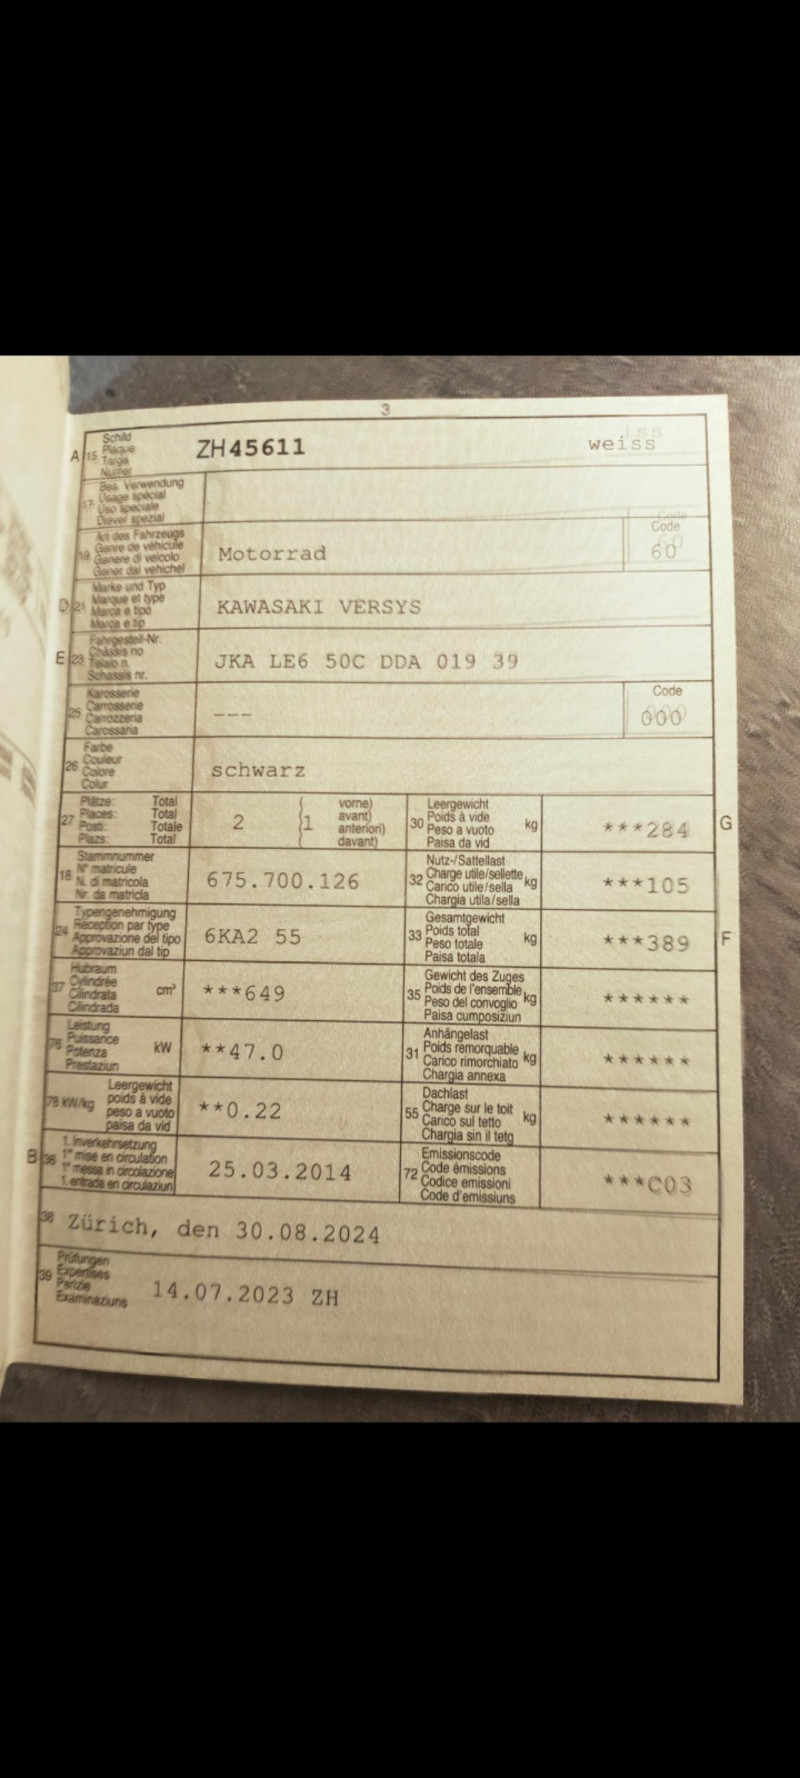 3
A 15 Schild
Plaque
Targa
Numer
ZH 45611 weiss
17 Bes. Verwendung
Usage spécial
Uso speciale
Diever spezial
19 Art des Fahrzeugs
Genre de véhicule
Genere di veicolo
Gener dal vehichel
Motorrad
Code
60
D 21 Marke und Typ
Marque et type
Marca e tipo
Marca e tip
KAWASAKI VERSYS
E 23 Fahrgestell-Nr.
Châssis no
Telaio n.
Schassis nr.
JKA LE6 50C DDA 019 39
25 Karosserie
Carrosserie
Carrozzeria
Carossaria
---
Code
000
26 Farbe
Couleur
Colore
Colur
schwarz
27 Plätze: Total
Places: Total
Posti: Totale
Plazs: Total
2 1 vorne)
avant)
anteriori)
davant)
30 Leergewicht
Poids à vide
Peso a vuoto
Paisa da vid
kg ***284 G
18 Stammnummer
N° matricule
N. di matricola
Nr. da matricla
675.700.126
32 Nutz-/Sattellast
Charge utile/sellette
Carico utile/sella
Chargia utila/sella
kg ***105
24 Typengenehmigung
Réception par type
Approvazione del tipo
Approvaziun dal tip
6KA2 55
33 Gesamtgewicht
Poids total
Peso totale
Paisa totala
kg ***389 F
37 Hubraum
Cylindrée
Cilindrata
Cilindrada
cm³ ***649
35 Gewicht des Zuges
Poids de l'ensemble
Peso del convoglio
Paisa cumposiziun
kg ******
76 Leistung
Puissance
Potenza
Prestaziun
kW **47.0
31 Anhängelast
Poids remorquable
Carico rimorchiato
Chargia annexa
kg ******
78 kW/kg Leergewicht
poids à vide
peso a vuoto
paisa da vid
**0.22
55 Dachlast
Charge sur le toit
Carico sul tetto
Chargia sin il tetg
kg ******
B 36 1. Inverkehrsetzung
1re mise en circulation
1a messa in circolazione
1. entrada en circulaziun
25.03.2014
72 Emissionscode
Code émissions
Codice emissioni
Code d'emissiuns
***C03
38 Zürich, den 30.08.2024
39 Prüfungen
Expertises
Perizie
Examinaziuns
14.07.2023 ZH